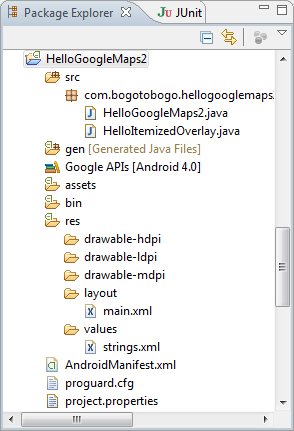 Package Explorer JUnit
HelloGoogleMaps2
src
com.bogotobogo.hellogooglemaps
HelloGoogleMaps2.java
HelloItemizedOverlay.java
gen [Generated Java Files]
Google APIs [Android 4.0]
assets
bin
res
drawable-hdpi
drawable-ldpi
drawable-mdpi
layout
main.xml
values
strings.xml
AndroidManifest.xml
proguard.cfg
project.properties